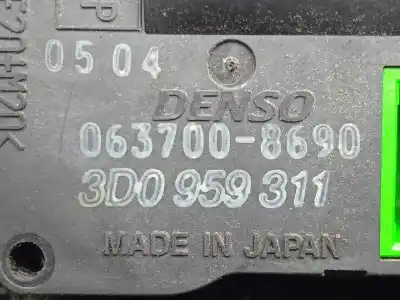 P
0504
DENSO
063700-8690
3D0 959 311
MADE IN JAPAN